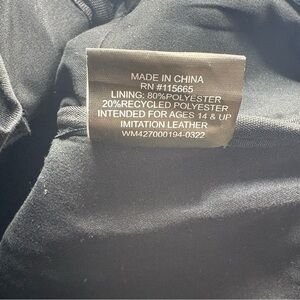 MADE IN CHINA
RN #115665
LINING: 80%POLYESTER
20%RECYCLED POLYESTER
INTENDED FOR AGES 14 & UP
IMITATION LEATHER
WM427000194-0322